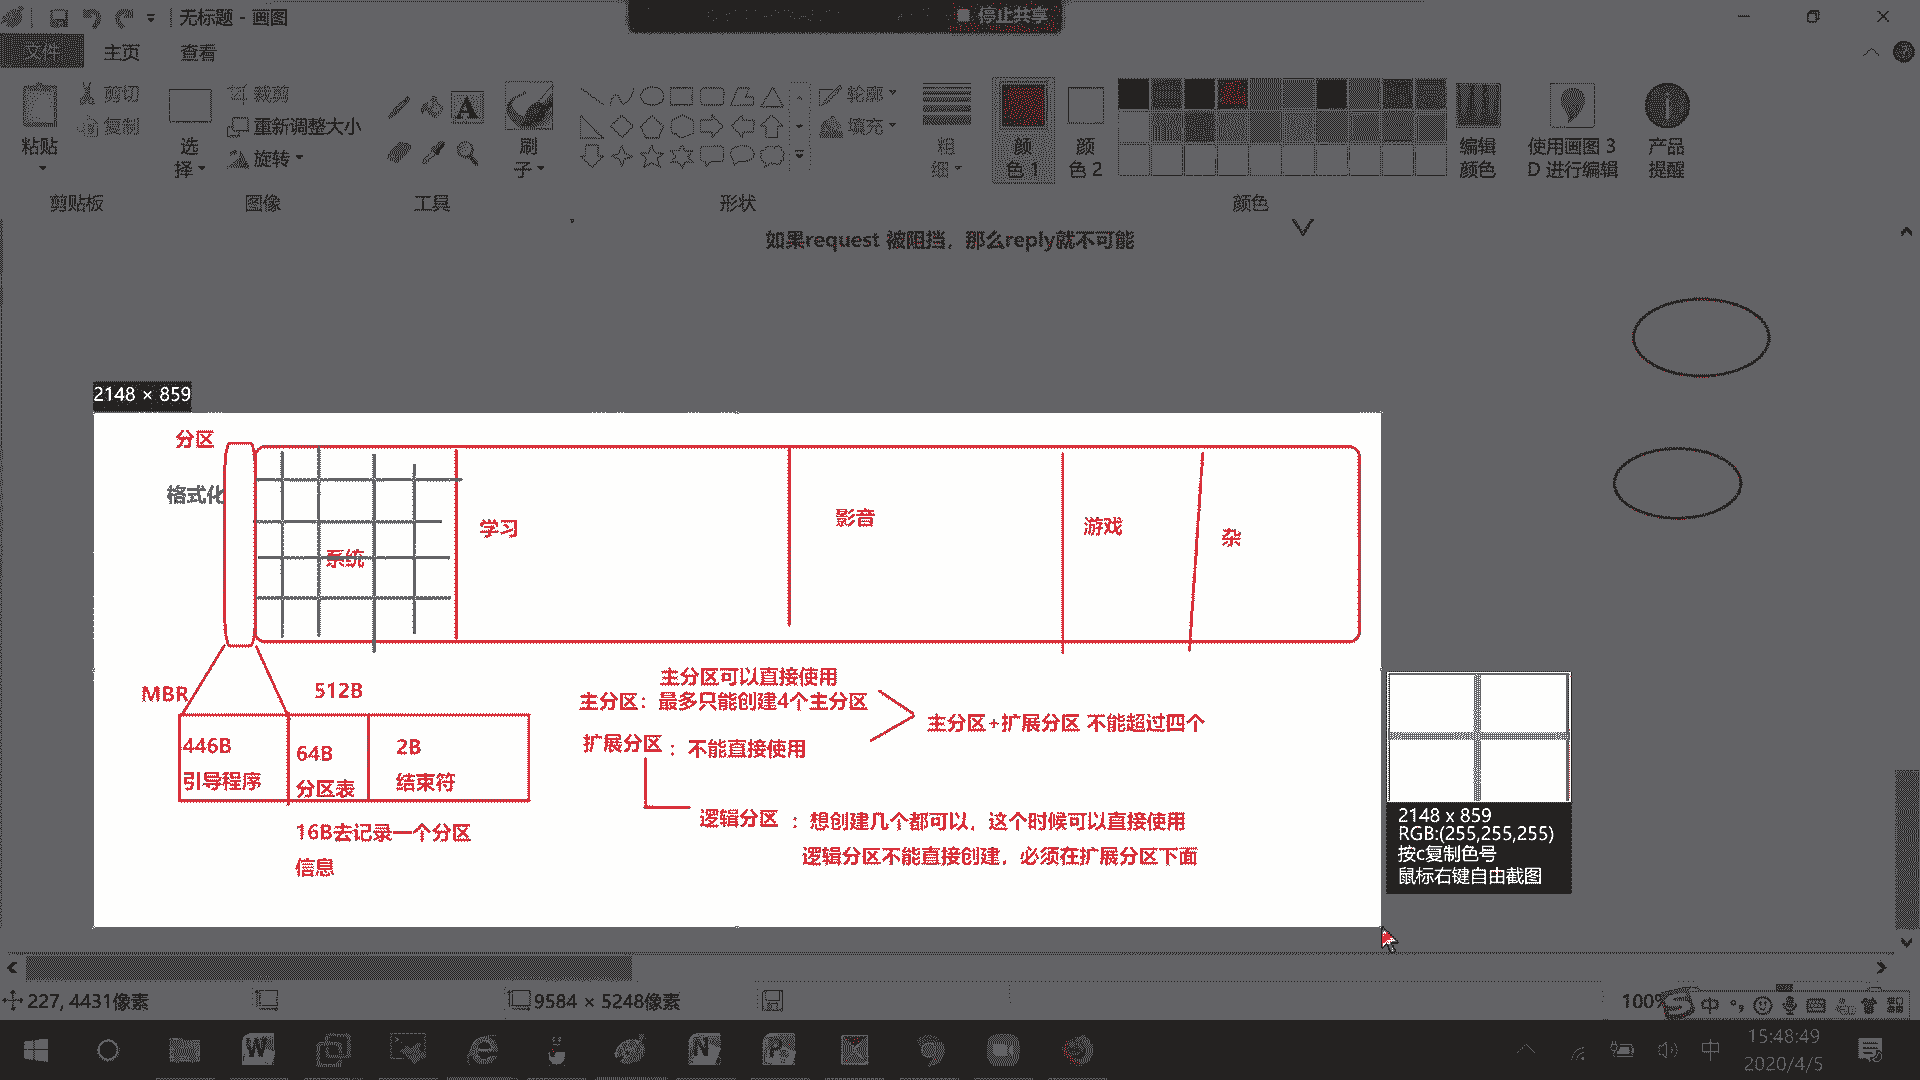 无标题 - 画图
停止共享
文件 主页 查看
粘贴
剪切
复制
剪贴板
选择
裁剪
重新调整大小
旋转
图像
A
工具
刷子
形状
轮廓
填充
粗细
颜色 1
颜色 2
颜色
编辑颜色
使用画图 3D 进行编辑
产品提醒
如果request 被阻挡，那么reply就不可能
2148 × 859
分区
格式化
系统
学习
影音
游戏
杂
MBR
512B
446B
引导程序
64B
分区表
2B
结束符
16B去记录一个分区
信息
主分区可以直接使用
主分区：最多只能创建4个主分区
扩展分区 ：不能直接使用
主分区+扩展分区 不能超过四个
逻辑分区 ：想创建几个都可以，这个时候可以直接使用
逻辑分区不能直接创建，必须在扩展分区下面
2148 x 859
RGB:(255,255,255)
按c复制色号
鼠标右键自由截图
227, 4431像素
9584 × 5248像素
100%
中
中
15:48:49
2020/4/5